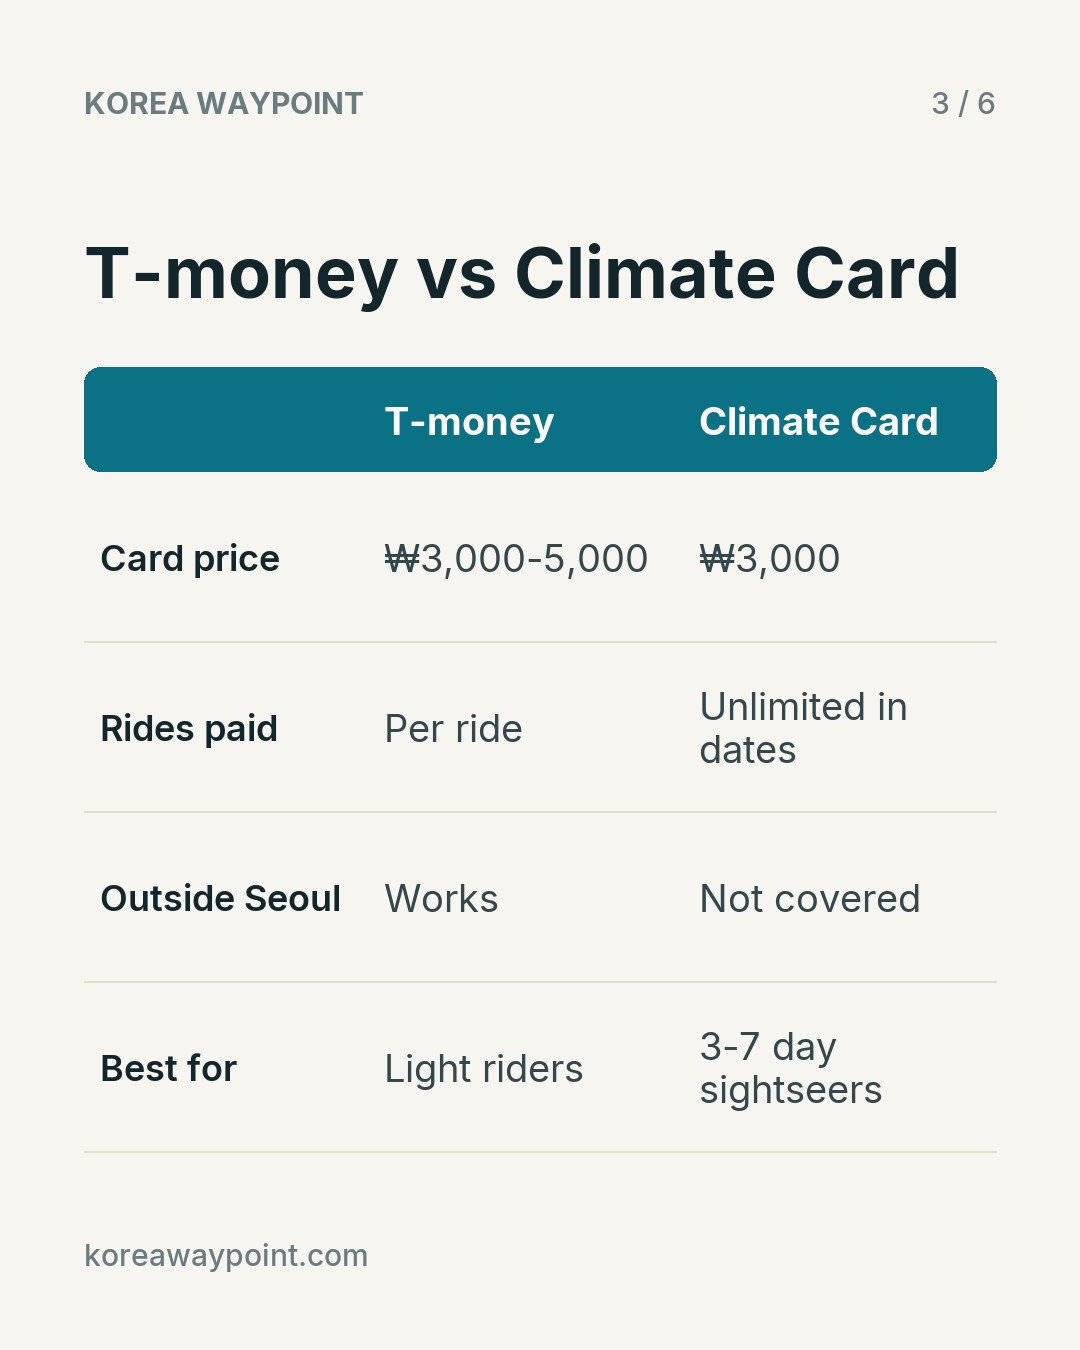 KOREA WAYPOINT
3 / 6
T-money vs Climate Card
T-money Climate Card
Card price ₩3,000-5,000 ₩3,000
Rides paid Per ride Unlimited in
dates
Outside Seoul Works Not covered
Best for Light riders 3-7 day
sightseers
koreawaypoint.com